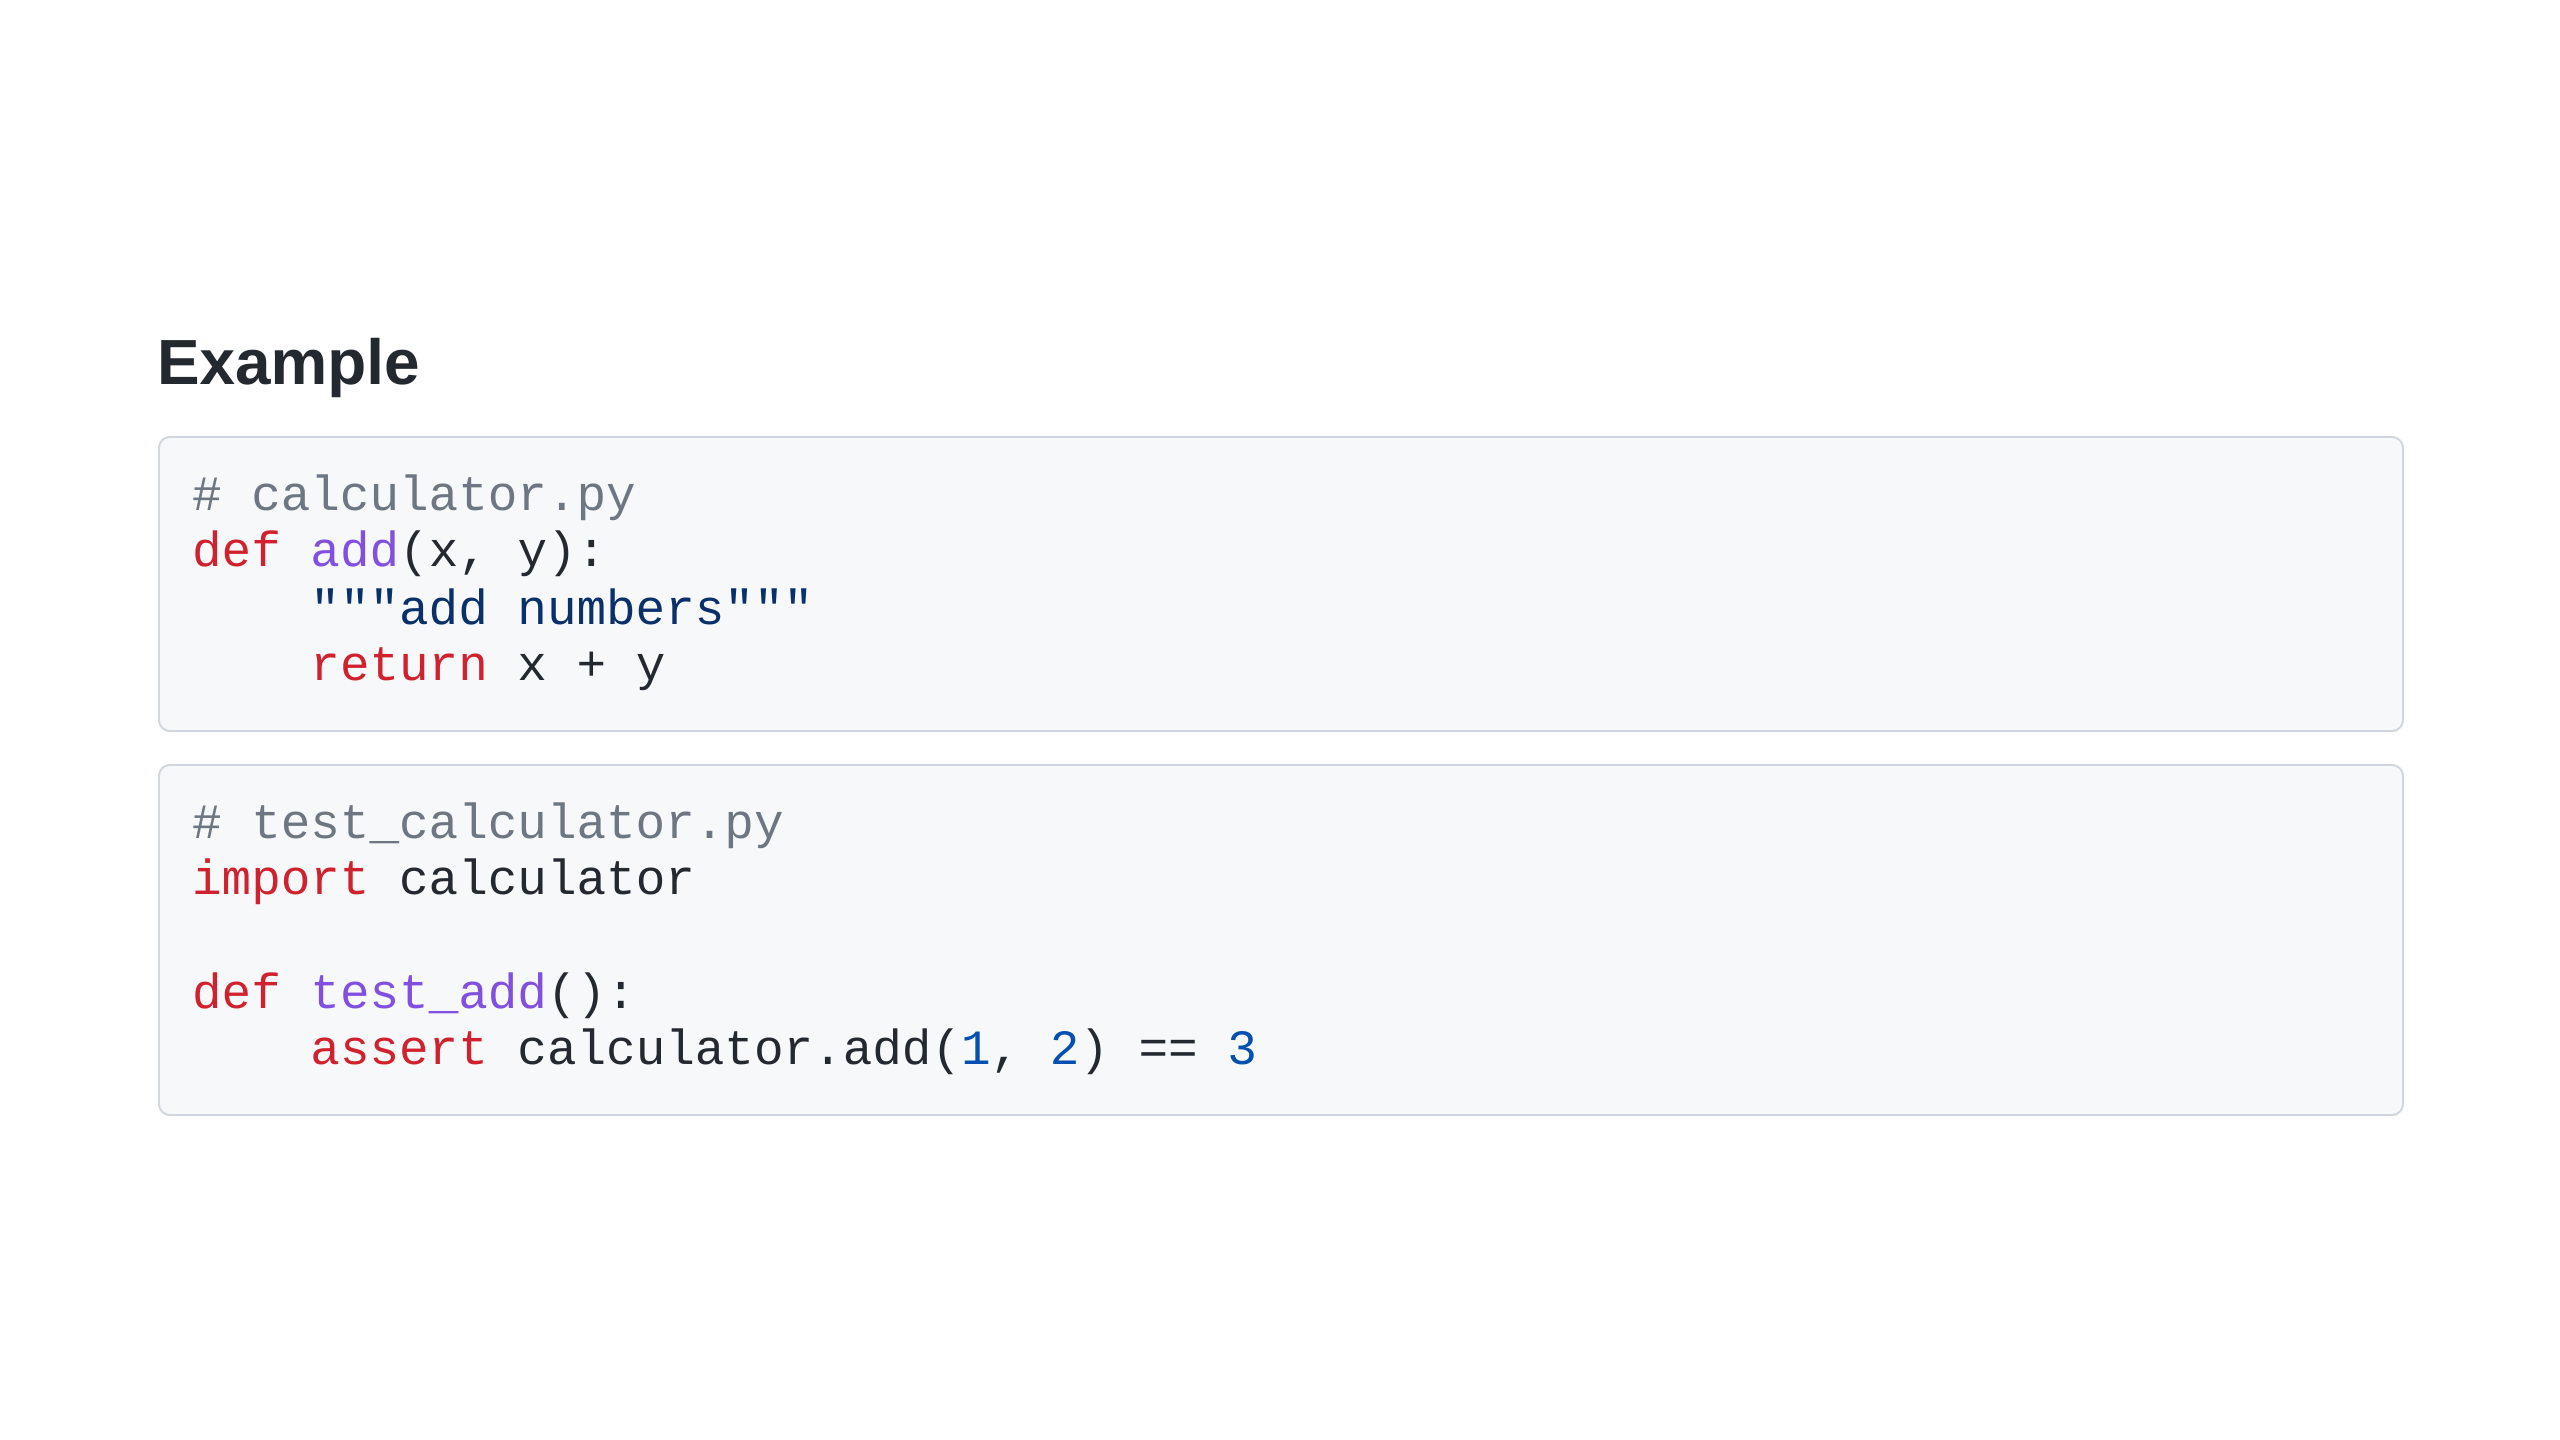 Example
# calculator.py
def add(x, y):
    """add numbers"""
    return x + y
# test_calculator.py
import calculator

def test_add():
    assert calculator.add(1, 2) == 3